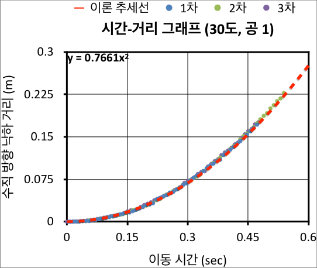 이론 추세선 1차 2차 3차
시간-거리 그래프 (30도, 공 1)
y = 0.7661x²
수직 방향 낙하 거리 (m)
0.3
0.225
0.15
0.075
0
0 0.15 0.3 0.45 0.6
이동 시간 (sec)